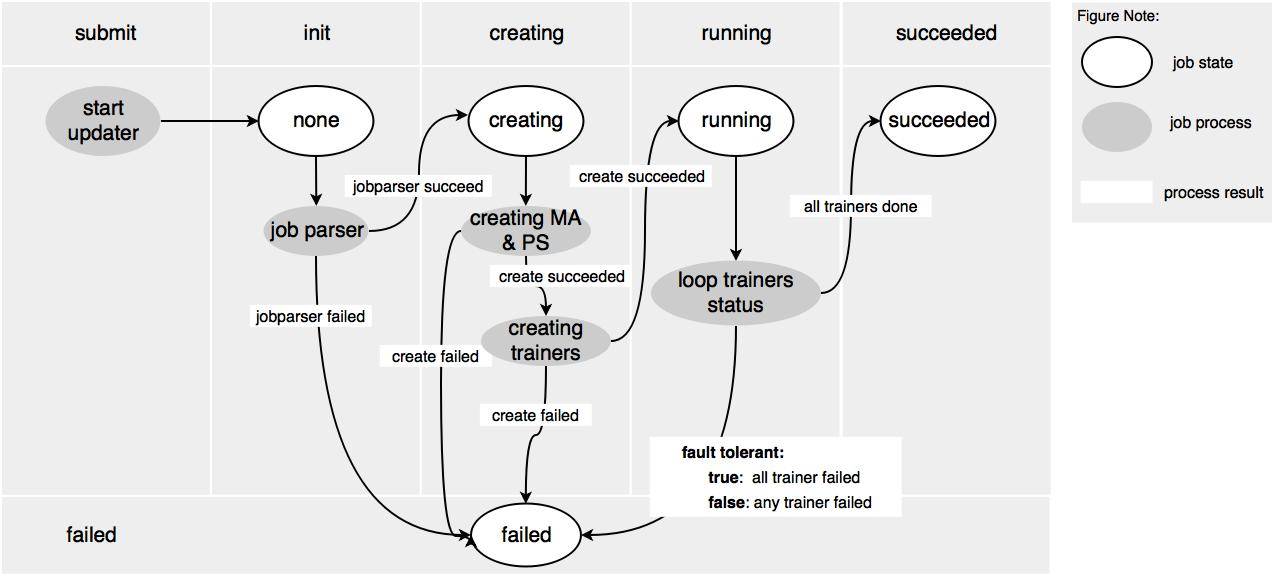 submit
init
creating
running
succeeded
start
updater
none
creating
running
succeeded
jobparser succeed
create succeeded
all trainers done
job parser
creating MA
& PS
create succeeded
loop trainers
status
jobparser failed
creating
trainers
create failed
create failed
fault tolerant:
true: all trainer failed
false: any trainer failed
failed
failed
Figure Note:
job state
job process
process result